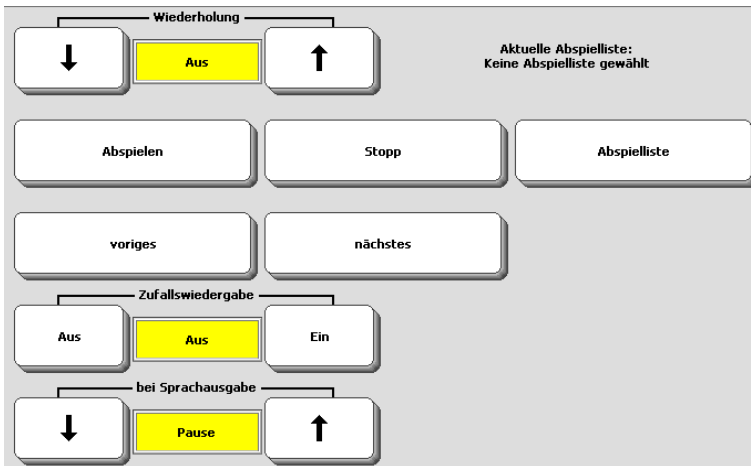 Wiederholung
↓ Aus ↑
Aktuelle Abspielliste:
Keine Abspielliste gewählt
Abspielen Stopp Abspielliste
voriges nächstes
Zufallswiedergabe
Aus Aus Ein
bei Sprachausgabe
↓ Pause ↑